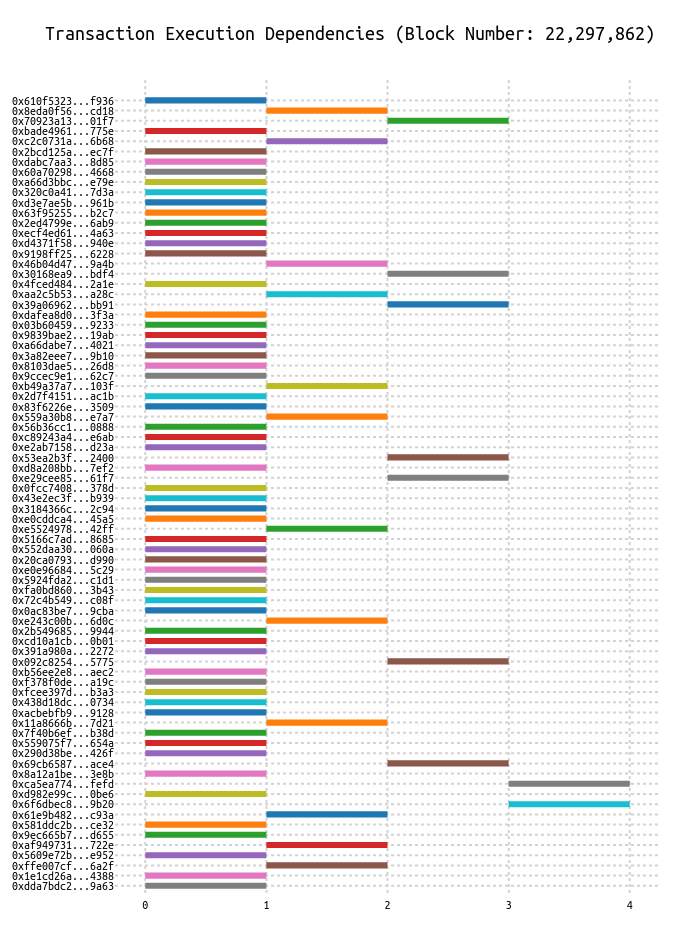 Transaction Execution Dependencies (Block Number: 22,297,862)
0x610f5323...f936
0x8eda0f56...cd18
0x70923a13...01f7
0xbade4961...775e
0xc2c0731a...6b68
0x2bcd125a...ec7f
0xdabc7aa3...8d85
0x60a70298...4668
0xa66d3bbc...e79e
0x320c0a41...7d3a
0xd3e7ae5b...961b
0x63f95255...b2c7
0x2ed4799e...6ab9
0xecf4ed61...4a63
0xd4371f58...940e
0x9198ff25...6228
0x46b04d47...9a4b
0x30168ea9...bdf4
0x4fced484...2a1e
0xaa2c5b53...a28c
0x39a06962...bb91
0xdafea8d0...3f3a
0x03b60459...9233
0x9839bae2...19ab
0xa66dabe7...4021
0x3a82eee7...9b10
0x8103dae5...26d8
0x9ccec9e1...62c7
0xb49a37a7...103f
0x2d7f4151...ac1b
0x83f6226e...3509
0x559a30b8...e7a7
0x56b36cc1...0888
0xc89243a4...e6ab
0xe2ab7158...d23a
0x53ea2b3f...2400
0xd8a208bb...7ef2
0xe29cee85...61f7
0x0fcc7408...378d
0x43e2ec3f...b939
0x3184366c...2c94
0xe0cddca4...45a5
0xe5524978...42ff
0x5166c7ad...8685
0x552daa30...060a
0x20ca0793...d990
0xe0e96684...5c29
0x5924fda2...c1d1
0xfa0bd860...3b43
0x72c4b549...c08f
0x0ac83be7...9cba
0xe243c00b...6d0c
0x2b549685...9944
0xcd10a1cb...0b01
0x391a980a...2272
0x092c8254...5775
0xb56ee2e8...aec2
0xf378f0de...a19c
0xfcee397d...b3a3
0x438d18dc...0734
0xacbebfb9...9128
0x11a8666b...7d21
0x7f40b6ef...b38d
0x559075f7...654a
0x290d38be...426f
0x69cb6587...ace4
0x8a12a1be...3e8b
0xca5ea774...fefd
0xd982e99c...0be6
0x6f6dbec8...9b20
0x61e9b482...c93a
0x581ddc2b...ce32
0x9ec665b7...d655
0xaf949731...722e
0x5609e72b...e952
0xffe007cf...6a2f
0x1e1cd26a...4388
0xdda7bdc2...9a63
0 1 2 3 4